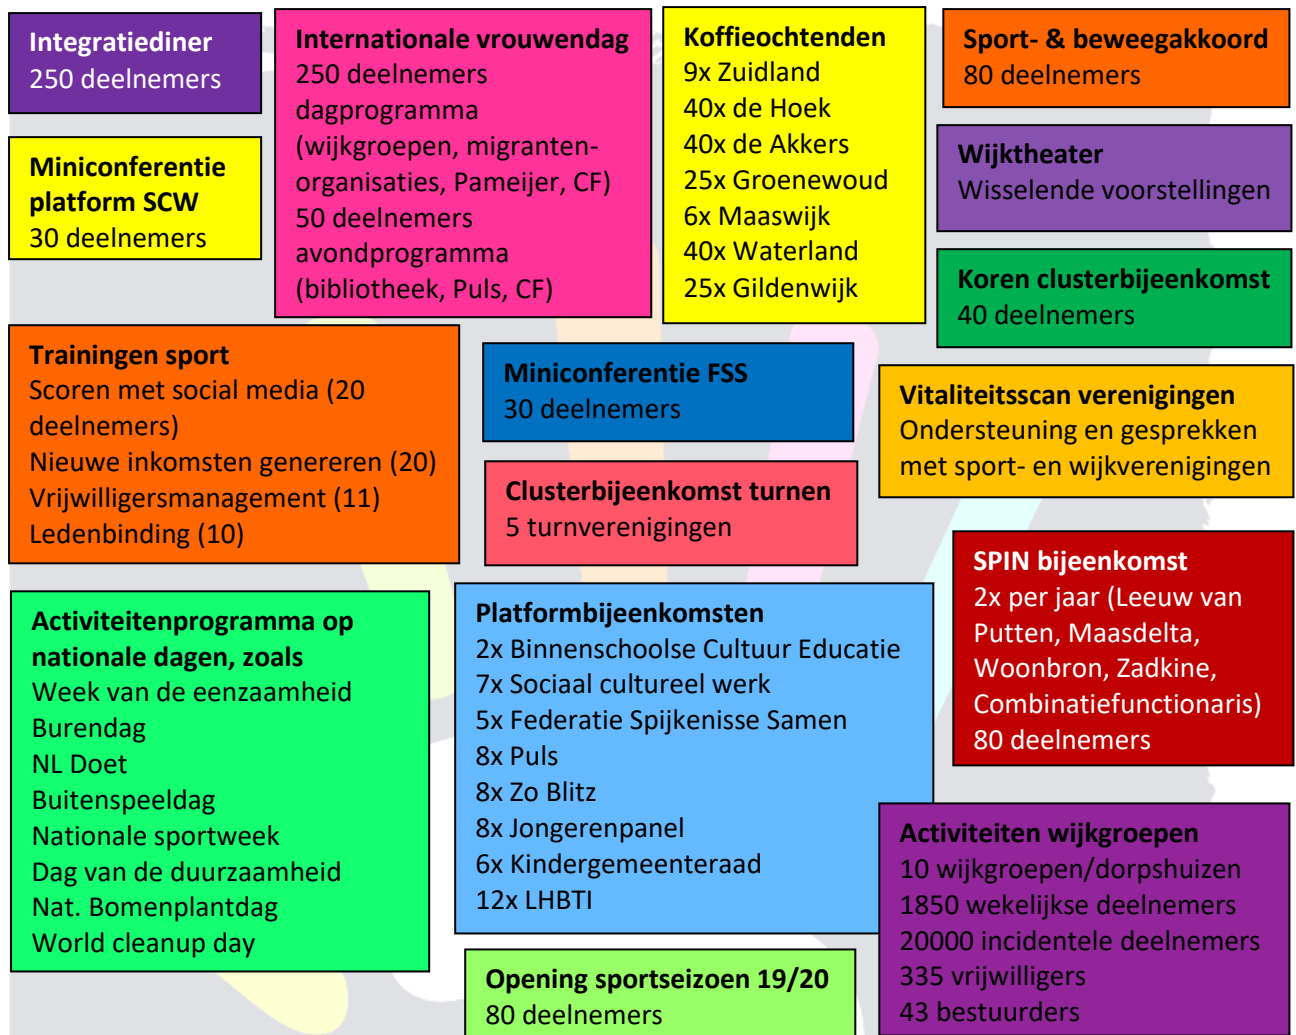 Integratiediner
250 deelnemers
Miniconferentie
platform SCW
30 deelnemers
Internationale vrouwendag
250 deelnemers
dagprogramma
(wijkgroepen, migranten-
organisaties, Pameijer, CF)
50 deelnemers
avondprogramma
(bibliotheek, Puls, CF)
Koffieochtenden
9x Zuidland
40x de Hoek
40x de Akkers
25x Groenewoud
6x Maaswijk
40x Waterland
25x Gildenwijk
Sport- & beweegakkoord
80 deelnemers
Wijktheater
Wisselende voorstellingen
Koren clusterbijeenkomst
40 deelnemers
Trainingen sport
Scoren met social media (20
deelnemers)
Nieuwe inkomsten genereren (20)
Vrijwilligersmanagement (11)
Ledenbinding (10)
Miniconferentie FSS
30 deelnemers
Clusterbijeenkomst turnen
5 turnverenigingen
Vitaliteitsscan verenigingen
Ondersteuning en gesprekken
met sport- en wijkverenigingen
Activiteitenprogramma op
nationale dagen, zoals
Week van de eenzaamheid
Burendag
NL Doet
Buitenspeeldag
Nationale sportweek
Dag van de duurzaamheid
Nat. Bomenplantdag
World cleanup day
Platformbijeenkomsten
2x Binnenschoolse Cultuur Educatie
7x Sociaal cultureel werk
5x Federatie Spijkenisse Samen
8x Puls
8x Zo Blitz
8x Jongerenpanel
6x Kindergemeenteraad
12x LHBTI
SPIN bijeenkomst
2x per jaar (Leeuw van
Putten, Maasdelta,
Woonbron, Zadkine,
Combinatiefunctionaris)
80 deelnemers
Activiteiten wijkgroepen
10 wijkgroepen/dorpshuizen
1850 wekelijkse deelnemers
20000 incidentele deelnemers
335 vrijwilligers
43 bestuurders
Opening sportseizoen 19/20
80 deelnemers